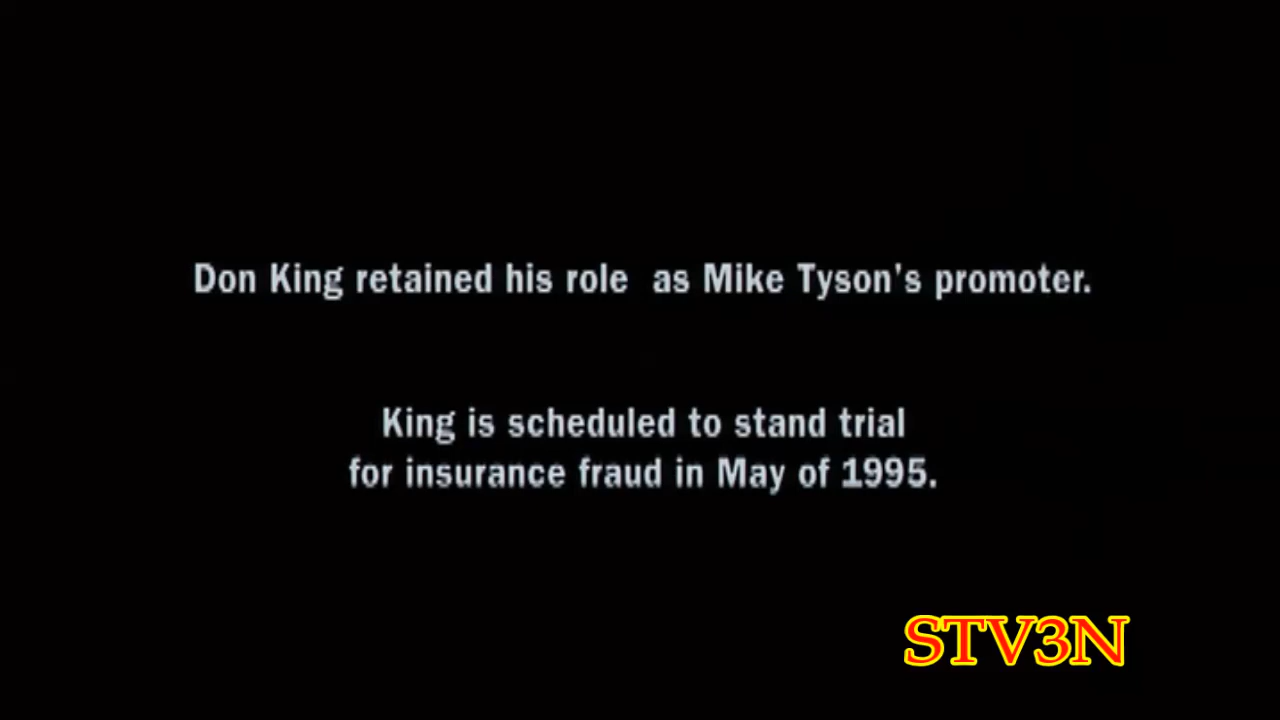 Don King retained his role  as Mike Tyson's promoter.
King is scheduled to stand trial
for insurance fraud in May of 1995.
STV3N